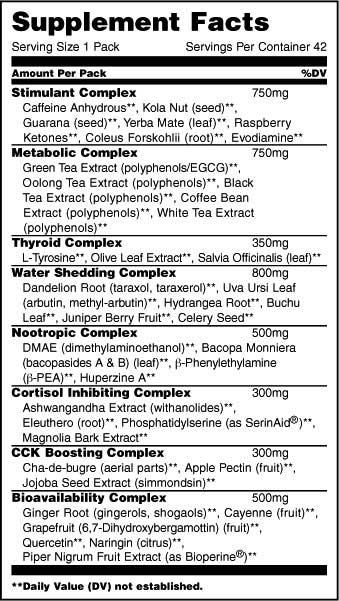 Supplement Facts
Serving Size 1 Pack Servings Per Container 42
Amount Per Pack %DV
Stimulant Complex 750mg
Caffeine Anhydrous**, Kola Nut (seed)**,
Guarana (seed)**, Yerba Mate (leaf)**, Raspberry
Ketones**, Coleus Forskohlii (root)**, Evodiamine**
Metabolic Complex 750mg
Green Tea Extract (polyphenols/EGCG)**,
Oolong Tea Extract (polyphenols)**, Black
Tea Extract (polyphenols)**, Coffee Bean
Extract (polyphenols)**, White Tea Extract
(polyphenols)**
Thyroid Complex 350mg
L-Tyrosine**, Olive Leaf Extract**, Salvia Officinalis (leaf)**
Water Shedding Complex 800mg
Dandelion Root (taraxol, taraxerol)**, Uva Ursi Leaf
(arbutin, methyl-arbutin)**, Hydrangea Root**, Buchu
Leaf**, Juniper Berry Fruit**, Celery Seed**
Nootropic Complex 500mg
DMAE (dimethylaminoethanol)**, Bacopa Monniera
(bacopasides A & B) (leaf)**, β-Phenylethylamine
(β-PEA)**, Huperzine A**
Cortisol Inhibiting Complex 300mg
Ashwangandha Extract (withanolides)**,
Eleuthero (root)**, Phosphatidylserine (as SerinAid®)**,
Magnolia Bark Extract**
CCK Boosting Complex 300mg
Cha-de-bugre (aerial parts)**, Apple Pectin (fruit)**,
Jojoba Seed Extract (simmondsin)**
Bioavailability Complex 500mg
Ginger Root (gingerols, shogaols)**, Cayenne (fruit)**,
Grapefruit (6,7-Dihydroxybergamottin) (fruit)**,
Quercetin**, Naringin (citrus)**,
Piper Nigrum Fruit Extract (as Bioperine®)**
**Daily Value (DV) not established.